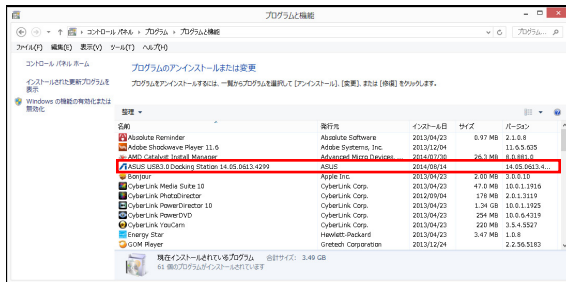 プログラムと機能
コントロール パネル ▸ プログラム ▸ プログラムと機能
プログラム...
ファイル(F) 編集(E) 表示(V) ツール(T) ヘルプ(H)
コントロール パネル ホーム
インストールされた更新プログラムを
表示
Windows の機能の有効化または
無効化
プログラムのアンインストールまたは変更
プログラムをアンインストールするには、一覧からプログラムを選択して [アンインストール]、[変更]、または [修復] をクリックします。
整理
名前 発行元 インストール日 サイズ バージョン
Absolute Reminder Absolute Software 2013/04/23 0.97 MB 2.1.0.8
Adobe Shockwave Player 11.6 Adobe Systems, Inc. 2013/12/04 11.6.5.635
AMD Catalyst Install Manager Advanced Micro Devices, ... 2014/07/30 26.3 MB 8.0.881.0
ASUS USB3.0 Docking Station 14.05.0613.4299 ASUS 2014/08/14 14.05.0613.4...
Bonjour Apple Inc. 2013/04/23 2.00 MB 3.0.0.10
CyberLink Media Suite 10 CyberLink Corp. 2013/04/23 47.0 MB 10.0.1.1916
CyberLink PhotoDirector CyberLink Corp. 2012/09/04 178 MB 2.0.1.3119
CyberLink PowerDirector 10 CyberLink Corp. 2013/04/23 1.34 GB 10.0.1.1925
CyberLink PowerDVD CyberLink Corp. 2013/04/23 254 MB 10.0.6.4319
CyberLink YouCam CyberLink Corp. 2013/04/23 220 MB 3.5.4.5527
Energy Star Hewlett-Packard 2013/04/23 3.47 MB 1.0.8
GOM Player Gretech Corporation 2013/12/24 2.2.56.5183
現在インストールされているプログラム 合計サイズ: 3.49 GB
61 個のプログラムがインストールされています